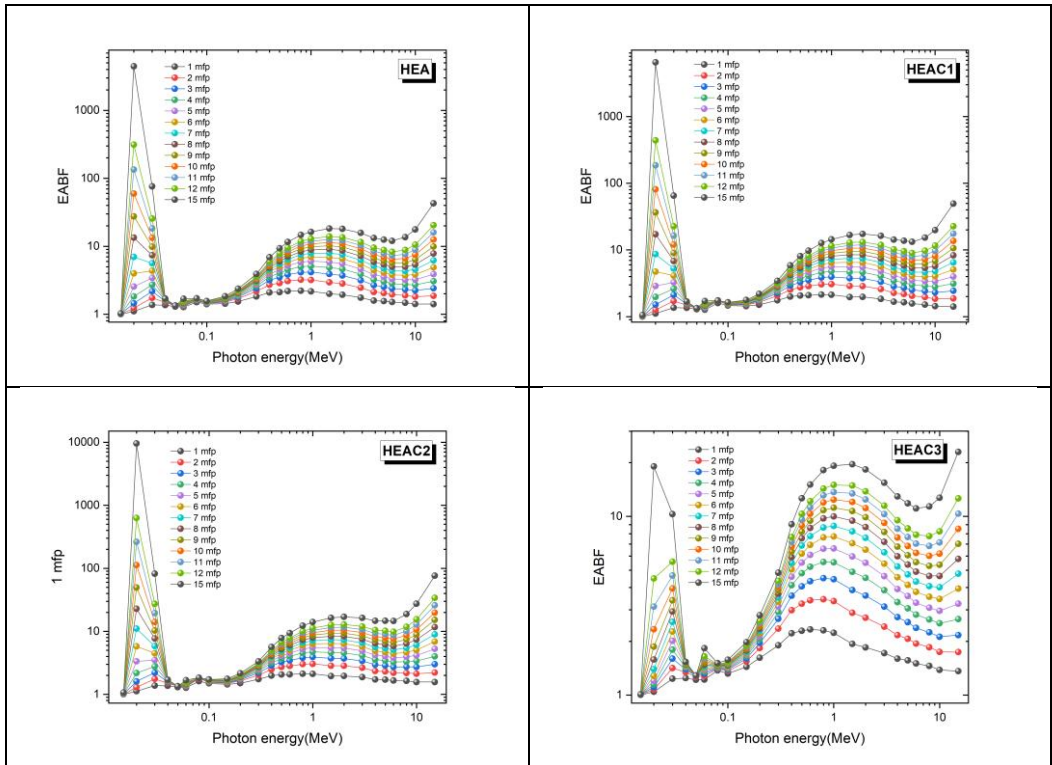 HEA
1 mfp
2 mfp
3 mfp
4 mfp
5 mfp
6 mfp
7 mfp
8 mfp
9 mfp
10 mfp
11 mfp
12 mfp
15 mfp
1000
100
10
1
EABF
0.1 1 10
Photon energy(MeV)
HEAC1
1 mfp
2 mfp
3 mfp
4 mfp
5 mfp
6 mfp
7 mfp
8 mfp
9 mfp
10 mfp
11 mfp
12 mfp
15 mfp
1000
100
10
1
EABF
0.1 1 10
Photon energy(MeV)
HEAC2
1 mfp
2 mfp
3 mfp
4 mfp
5 mfp
6 mfp
7 mfp
8 mfp
9 mfp
10 mfp
11 mfp
12 mfp
15 mfp
10000
1000
100
10
1
1 mfp
0.1 1 10
Photon energy(MeV)
HEAC3
1 mfp
2 mfp
3 mfp
4 mfp
5 mfp
6 mfp
7 mfp
8 mfp
9 mfp
10 mfp
11 mfp
12 mfp
15 mfp
10
1
EABF
0.1 1 10
Photon energy(MeV)